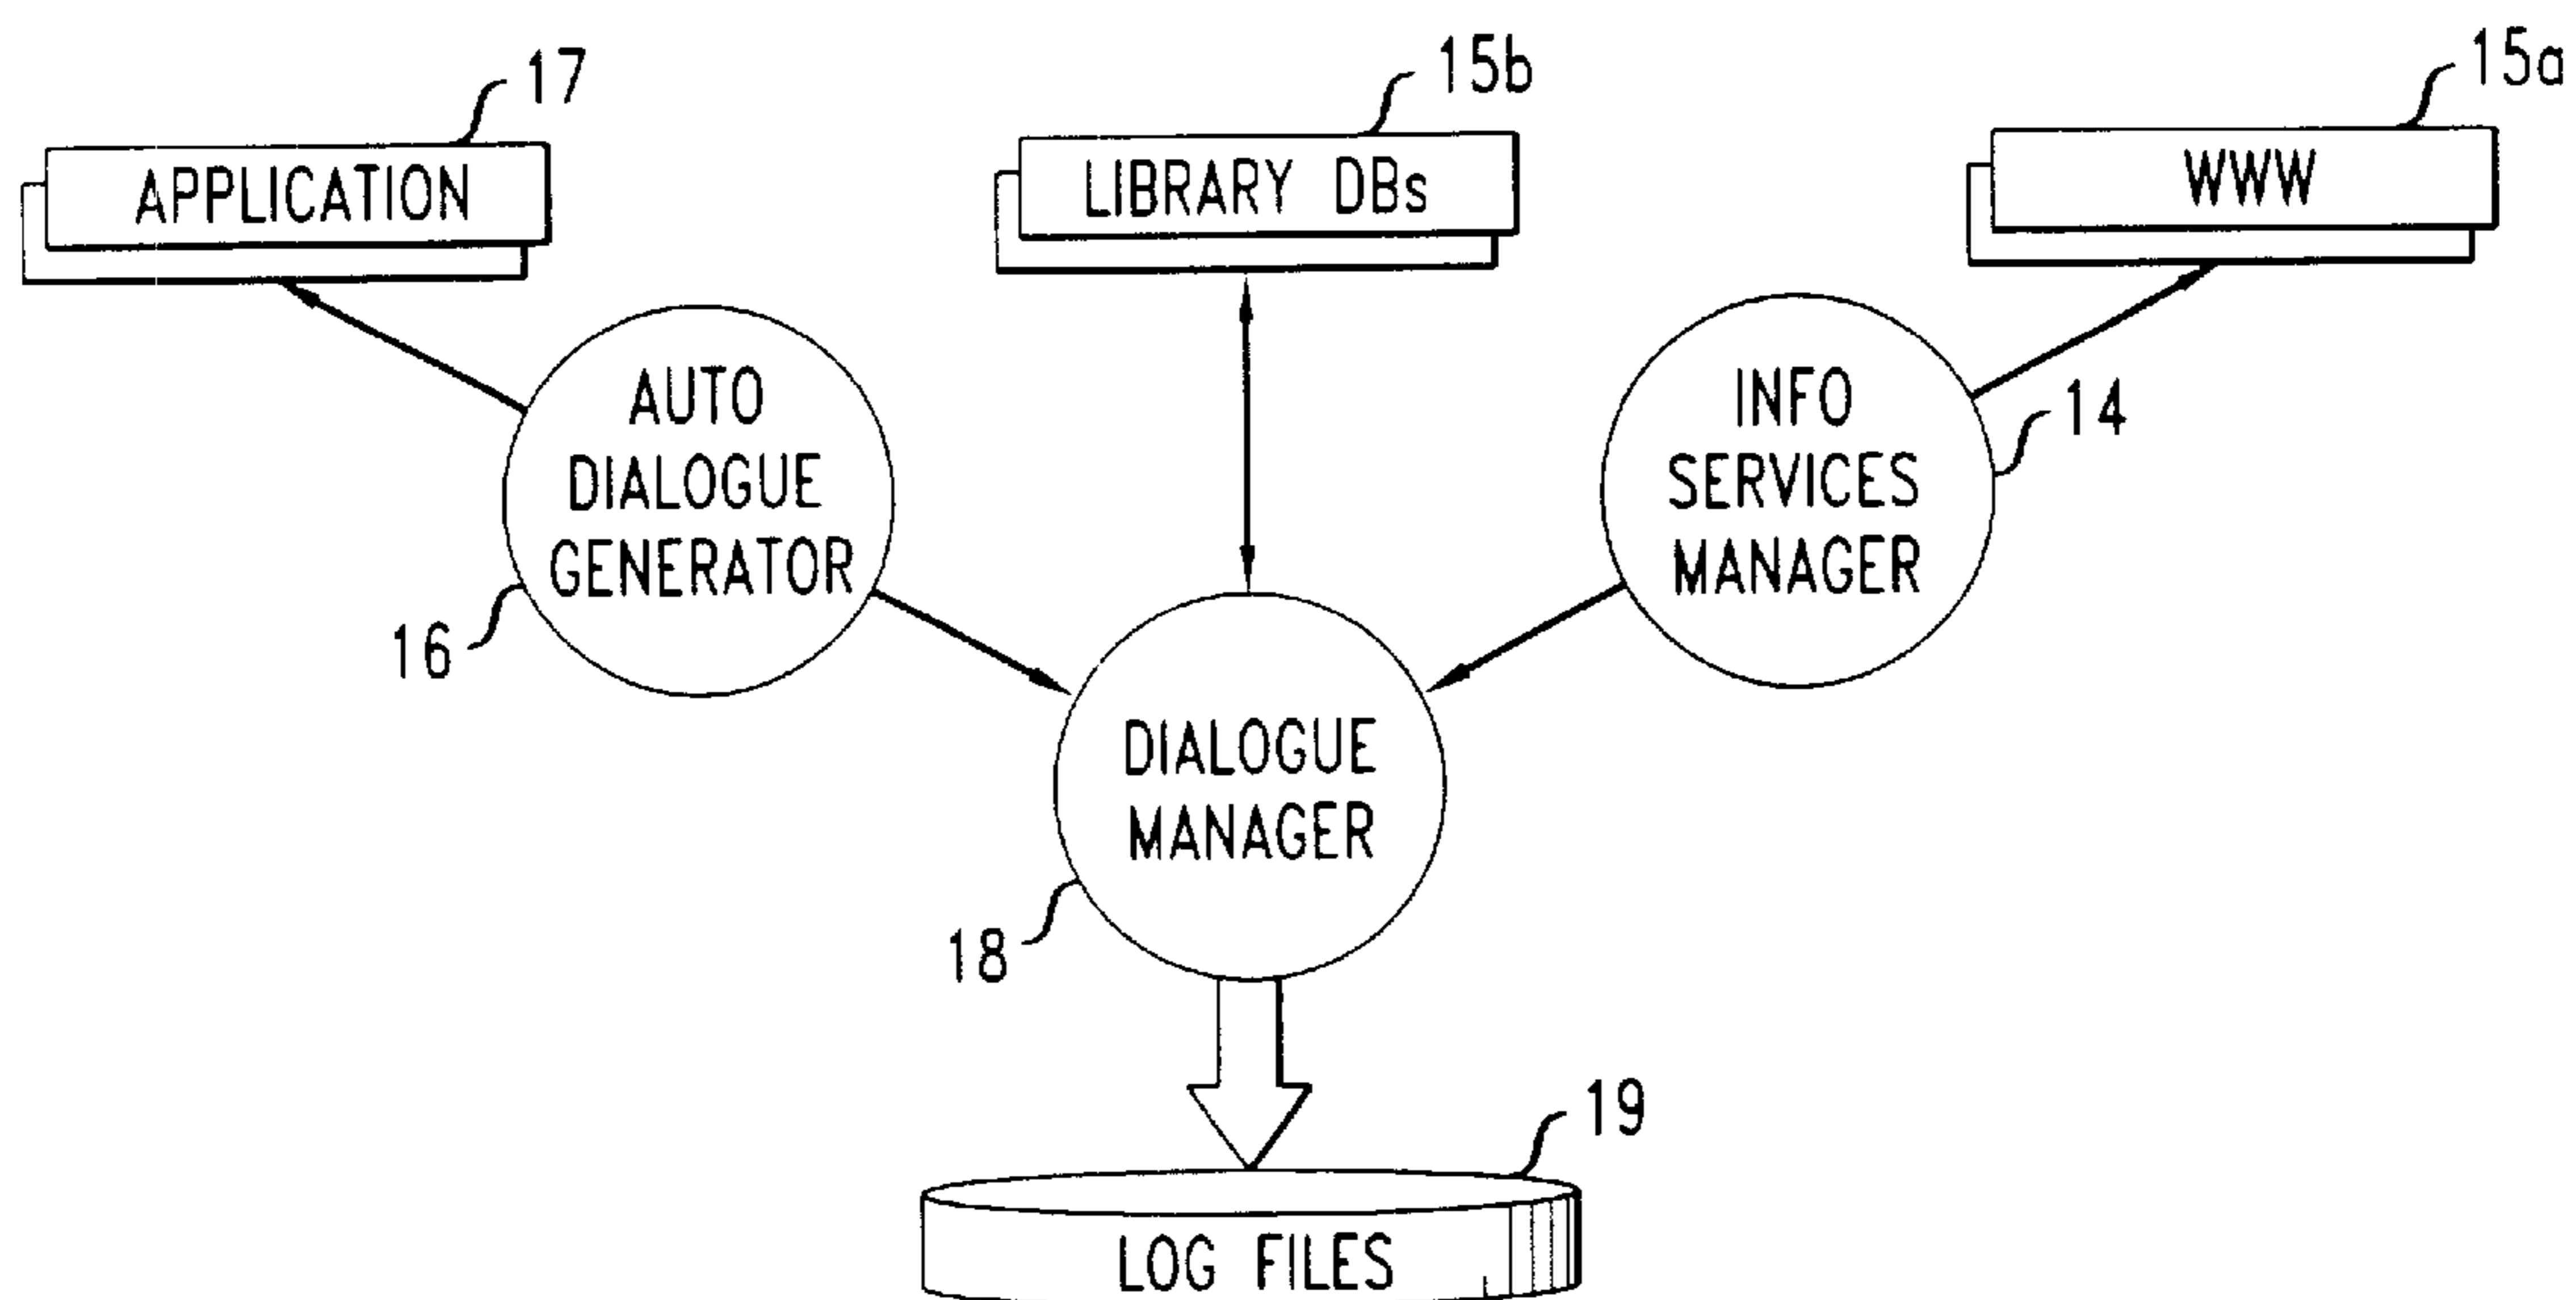 17
15b
15a
APPLICATION
LIBRARY DBs
WWW
AUTO
DIALOGUE
GENERATOR
16
INFO
SERVICES
MANAGER
14
DIALOGUE
MANAGER
18
19
LOG FILES